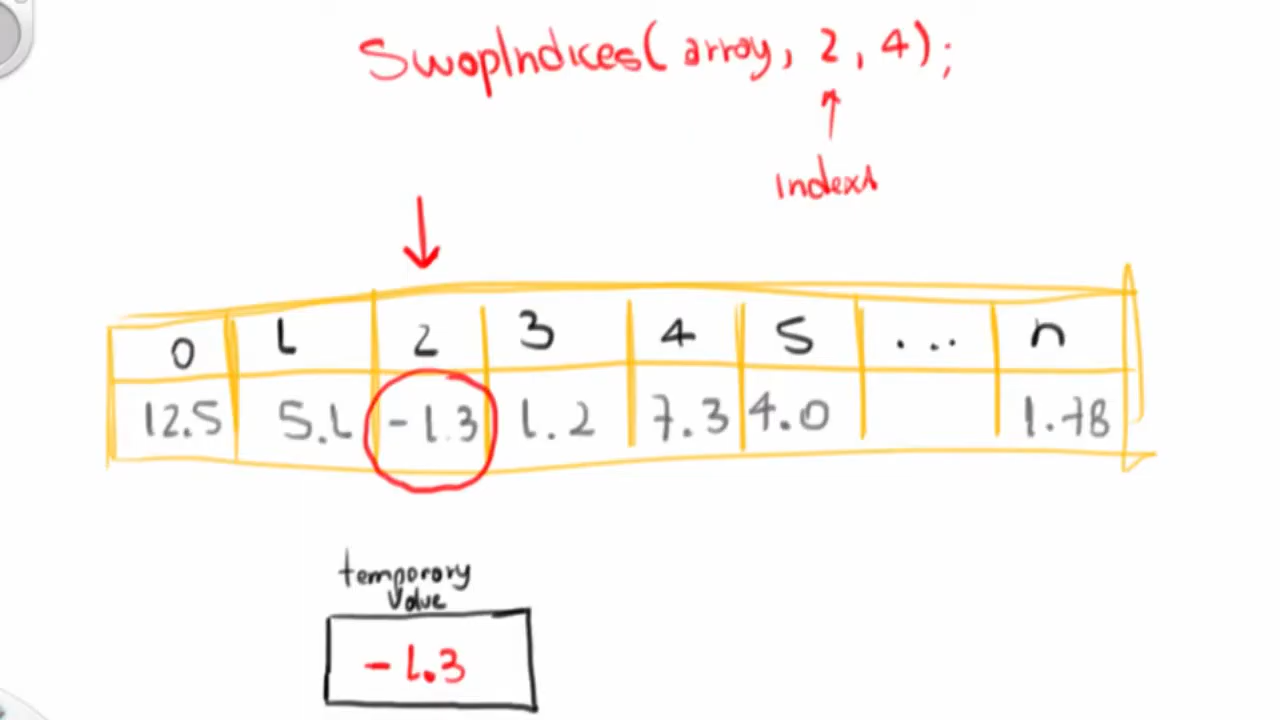 SwapIndices( array, 2, 4);
index1
0 1 2 3 4 5 ... n
12.5 5.1 -1.3 1.2 7.3 4.0 1.78
temporary
value
-1.3